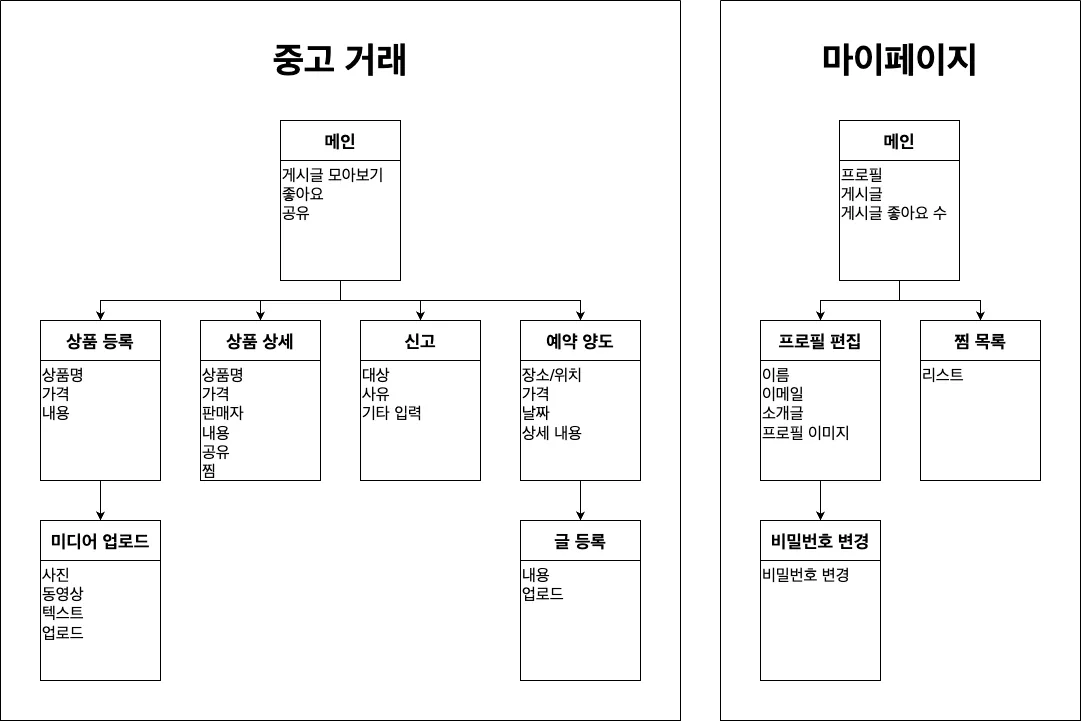 중고 거래
메인
게시글 모아보기
좋아요
공유
상품 등록
상품명
가격
내용
상품 상세
상품명
가격
판매자
내용
공유
찜
신고
대상
사유
기타 입력
예약 양도
장소/위치
가격
날짜
상세 내용
미디어 업로드
사진
동영상
텍스트
업로드
글 등록
내용
업로드
마이페이지
메인
프로필
게시글
게시글 좋아요 수
프로필 편집
이름
이메일
소개글
프로필 이미지
찜 목록
리스트
비밀번호 변경
비밀번호 변경